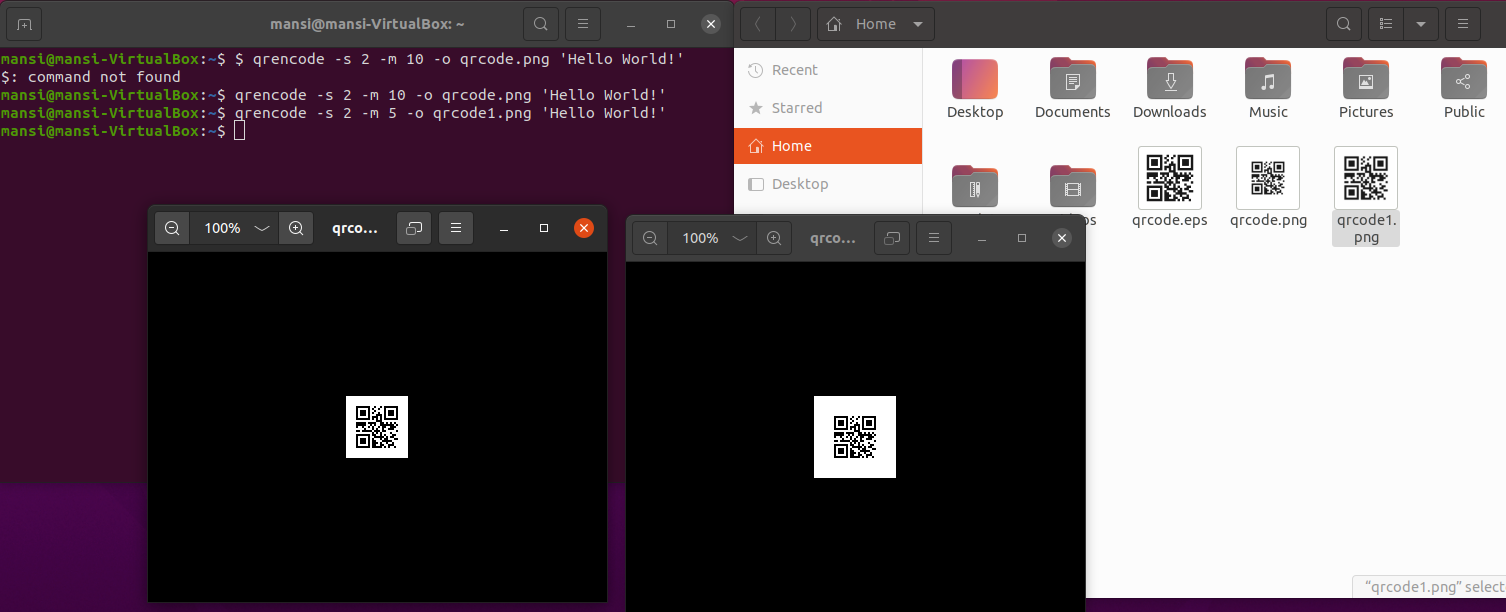 mansi@mansi-VirtualBox: ~
mansi@mansi-VirtualBox:~$ $ qrencode -s 2 -m 10 -o qrcode.png 'Hello World!'
$: command not found
mansi@mansi-VirtualBox:~$ qrencode -s 2 -m 10 -o qrcode.png 'Hello World!'
mansi@mansi-VirtualBox:~$ qrencode -s 2 -m 5 -o qrcode1.png 'Hello World!'
mansi@mansi-VirtualBox:~$
Home
Recent
Starred
Home
Desktop
Desktop
Documents
Downloads
Music
Pictures
Public
qrcode.eps
qrcode.png
qrcode1.
png
100%
qrco...
100%
qrco...
“qrcode1.png” select